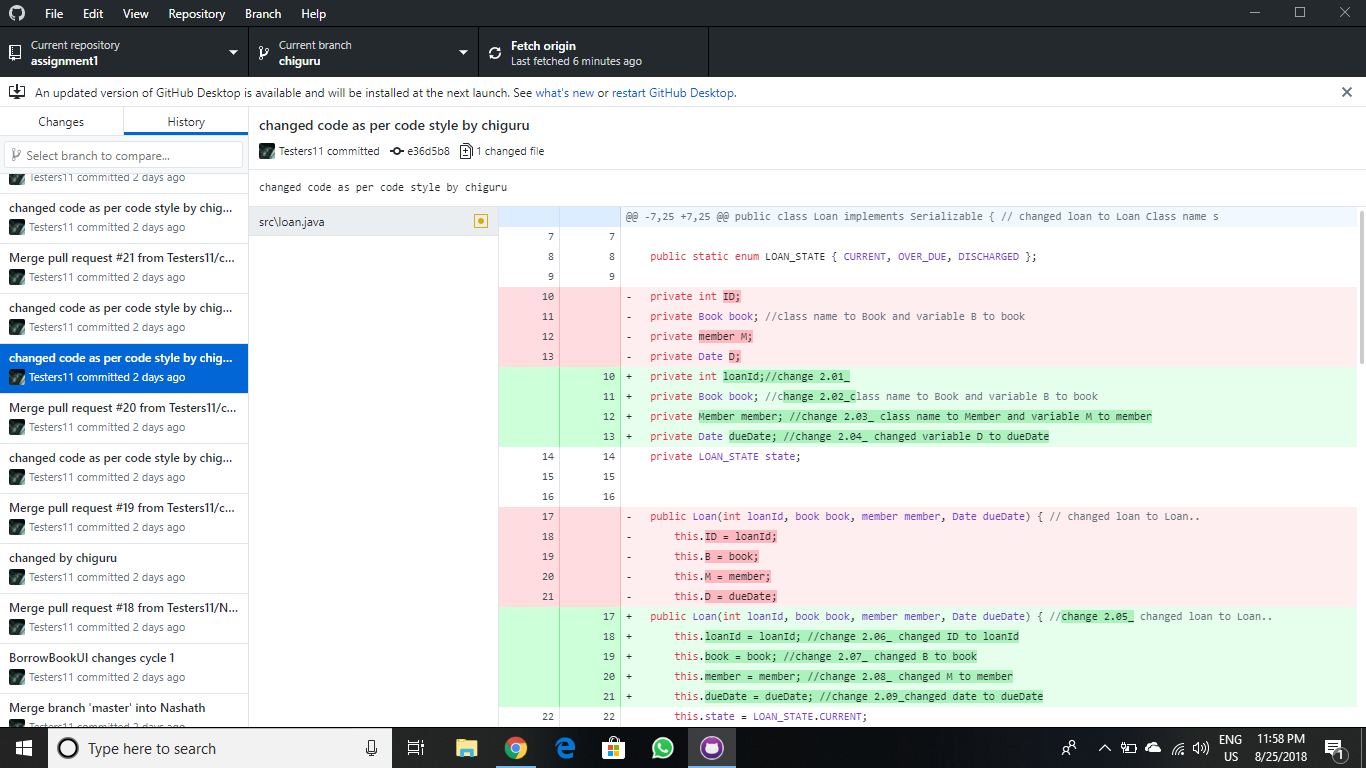 File Edit View Repository Branch Help
Current repository
assignment1
Current branch
chiguru
Fetch origin
Last fetched 6 minutes ago
An updated version of GitHub Desktop is available and will be installed at the next launch. See what's new or restart GitHub Desktop.
Changes History
Select branch to compare...
Testers11 committed 2 days ago
changed code as per code style by chig...
Testers11 committed 2 days ago
Merge pull request #21 from Testers11/c...
Testers11 committed 2 days ago
changed code as per code style by chig...
Testers11 committed 2 days ago
changed code as per code style by chig...
Testers11 committed 2 days ago
Merge pull request #20 from Testers11/c...
Testers11 committed 2 days ago
changed code as per code style by chig...
Testers11 committed 2 days ago
Merge pull request #19 from Testers11/c...
Testers11 committed 2 days ago
changed by chiguru
Testers11 committed 2 days ago
Merge pull request #18 from Testers11/N...
Testers11 committed 2 days ago
BorrowBookUI changes cycle 1
Testers11 committed 2 days ago
Merge branch 'master' into Nashath
Testers11 committed 2 days ago
changed code as per code style by chiguru
Testers11 committed e36d5b8 1 changed file
changed code as per code style by chiguru
src\loan.java
@@ -7,25 +7,25 @@ public class Loan implements Serializable { // changed loan to Loan Class name s
7 7
8 8 public static enum LOAN_STATE { CURRENT, OVER_DUE, DISCHARGED };
9 9
10 - private int ID;
11 - private Book book; //class name to Book and variable B to book
12 - private member M;
13 - private Date D;
10 + private int loanId;//change 2.01_
11 + private Book book; //change 2.02_class name to Book and variable B to book
12 + private Member member; //change 2.03_ class name to Member and variable M to member
13 + private Date dueDate; //change 2.04_ changed variable D to dueDate
14 14 private LOAN_STATE state;
15 15
16 16
17 - public Loan(int loanId, book book, member member, Date dueDate) { // changed loan to Loan..
18 - this.ID = loanId;
19 - this.B = book;
20 - this.M = member;
21 - this.D = dueDate;
17 + public Loan(int loanId, book book, member member, Date dueDate) { //change 2.05_ changed loan to Loan..
18 + this.loanId = loanId; //change 2.06_ changed ID to loanId
19 + this.book = book; //change 2.07_ changed B to book
20 + this.member = member; //change 2.08_ changed M to member
21 + this.dueDate = dueDate; //change 2.09_changed date to dueDate
22 22 this.state = LOAN_STATE.CURRENT;
Type here to search
ENG
US
11:58 PM
8/25/2018
1